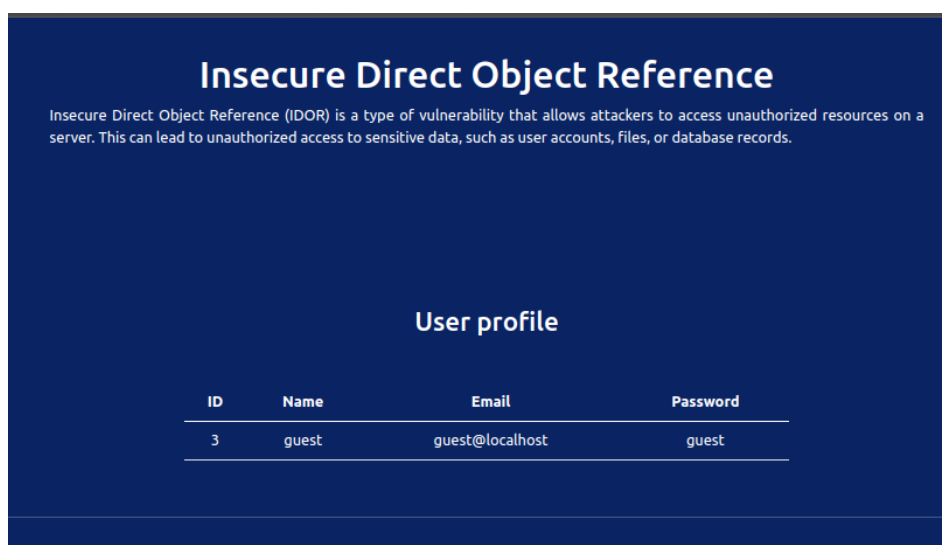 Insecure Direct Object Reference
Insecure Direct Object Reference (IDOR) is a type of vulnerability that allows attackers to access unauthorized resources on a
server. This can lead to unauthorized access to sensitive data, such as user accounts, files, or database records.
User profile
ID Name Email Password
3 guest guest@localhost guest